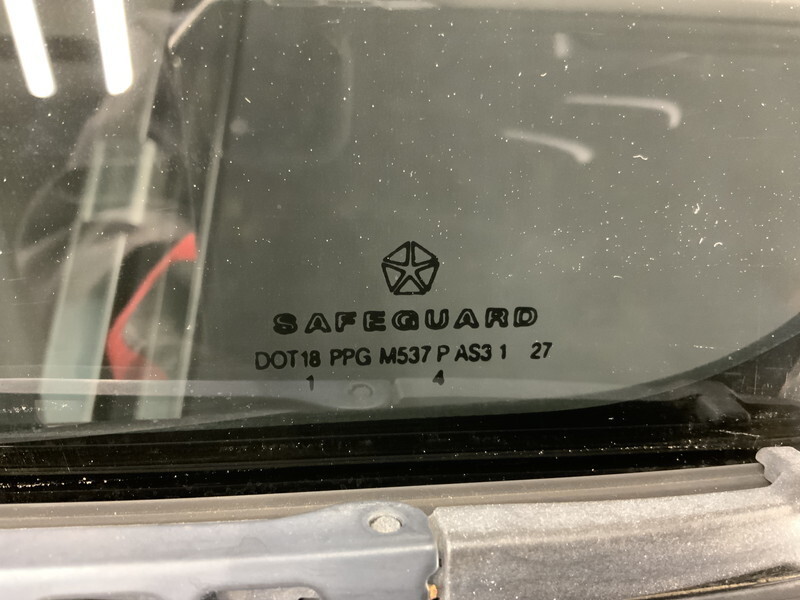 SAFEGUARD
DOT18 PPG M537 P AS3 1 27
1 4